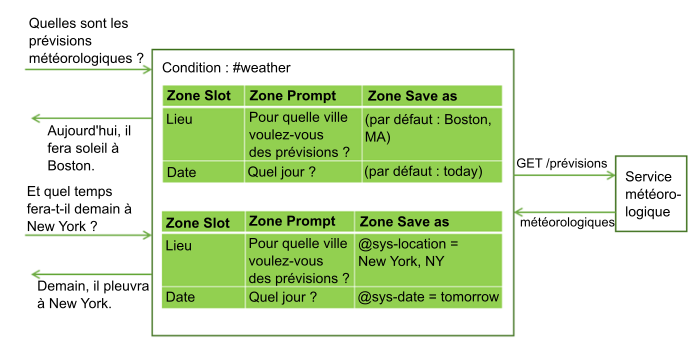 Quelles sont les
prévisions
météorologiques ?
Aujourd'hui, il
fera soleil à
Boston.
Et quel temps
fera-t-il demain à
New York ?
Demain, il pleuvra
à New York.
Condition : #weather
Zone Slot Zone Prompt Zone Save as
Lieu
Pour quelle ville
voulez-vous
des prévisions ?
(par défaut : Boston,
MA)
Date Quel jour ? (par défaut : today)
Zone Slot Zone Prompt Zone Save as
Lieu
Pour quelle ville
voulez-vous
des prévisions ?
@sys-location =
New York, NY
Date Quel jour ? @sys-date = tomorrow
GET /prévisions
météorologiques
Service
météoro-
logique